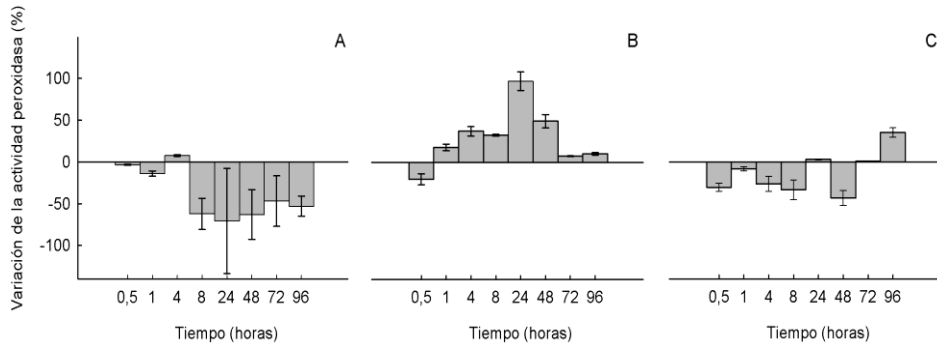 Variación de la actividad peroxidasa (%)
A
B
C
100
50
0
-50
-100
0,5 1 4 8 24 48 72 96
0,5 1 4 8 24 48 72 96
0,5 1 4 8 24 48 72 96
Tiempo (horas)
Tiempo (horas)
Tiempo (horas)